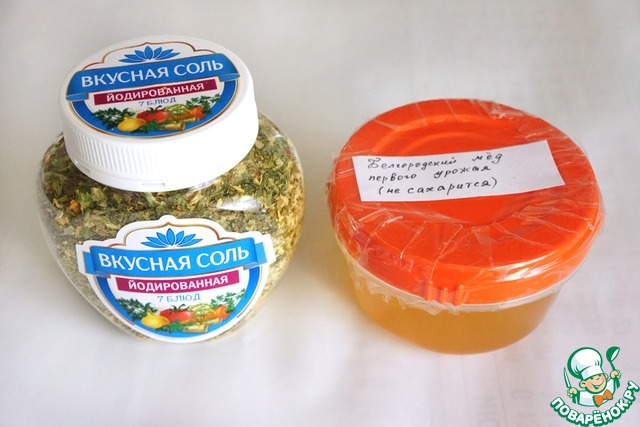 ВКУСНАЯ СОЛЬ
ЙОДИРОВАННАЯ
7 БЛЮД
ВКУСНАЯ СОЛЬ
ЙОДИРОВАННАЯ
7 БЛЮД
Белгородский мёд
первого урожая
(не сахарится)
ПОВАРЁНОК.РУ